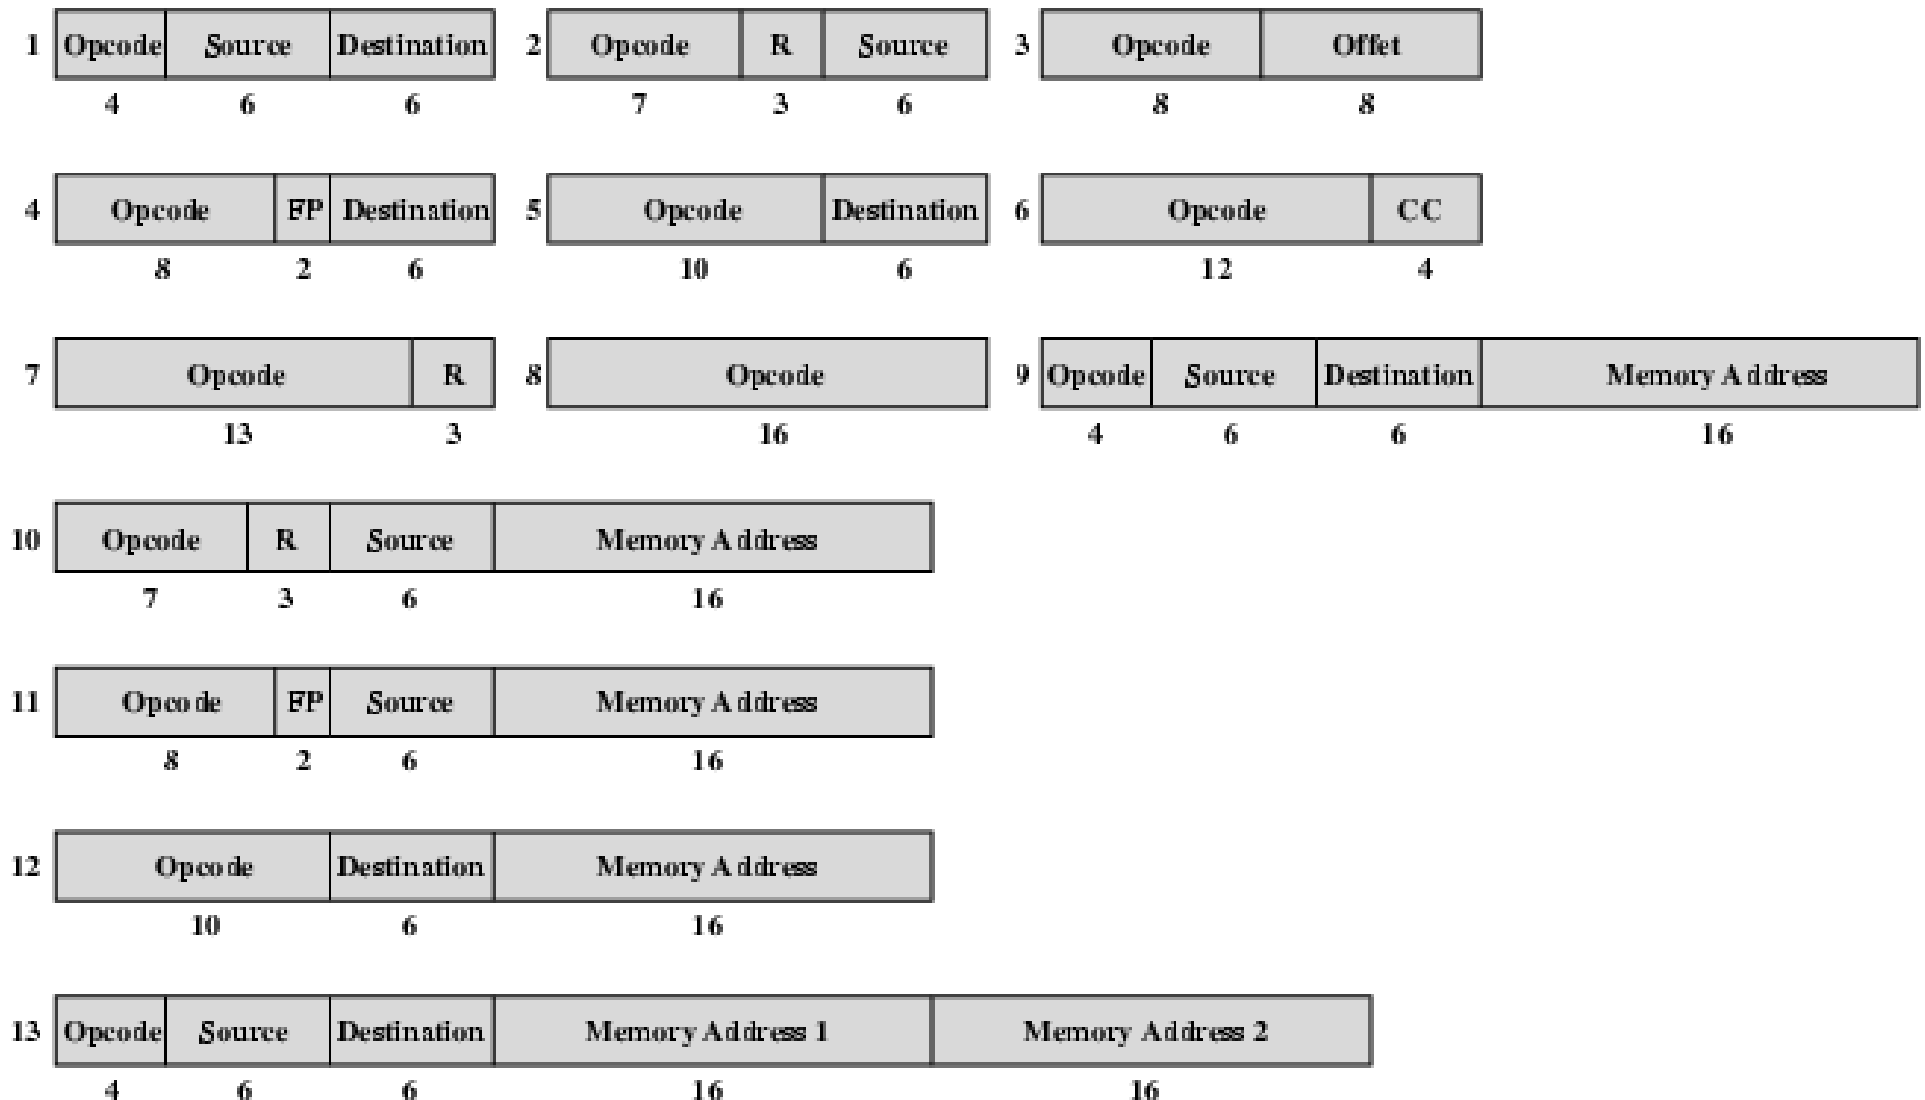 1 Opcode Source Destination 2 Opcode R Source 3 Opcode Offet
4 6 6 7 3 6 8 8
4 Opcode FP Destination 5 Opcode Destination 6 Opcode CC
8 2 6 10 6 12 4
7 Opcode R 8 Opcode 9 Opcode Source Destination Memory Address
13 3 16 4 6 6 16
10 Opcode R Source Memory Address
7 3 6 16
11 Opcode FP Source Memory Address
8 2 6 16
12 Opcode Destination Memory Address
10 6 16
13 Opcode Source Destination Memory Address 1 Memory Address 2
4 6 6 16 16